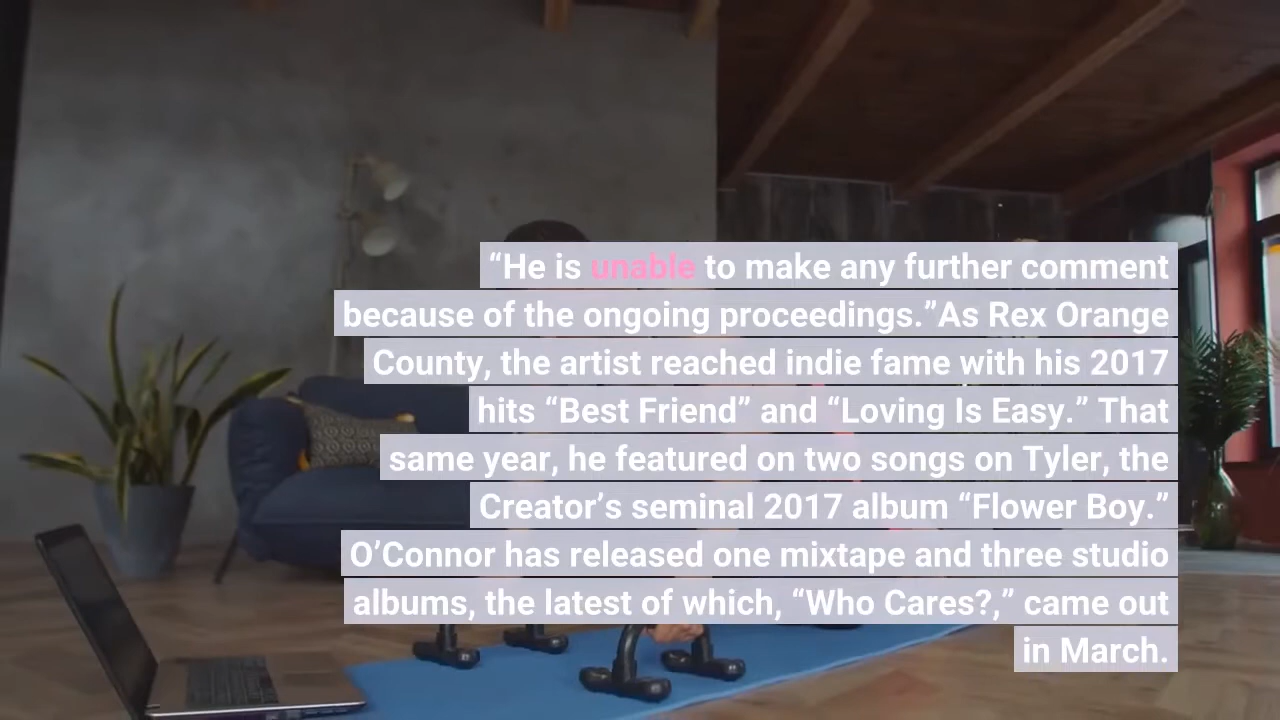 “He is unable to make any further comment
because of the ongoing proceedings.”As Rex Orange
County, the artist reached indie fame with his 2017
hits “Best Friend” and “Loving Is Easy.” That
same year, he featured on two songs on Tyler, the
Creator’s seminal 2017 album “Flower Boy.”
O’Connor has released one mixtape and three studio
albums, the latest of which, “Who Cares?,” came out
in March.